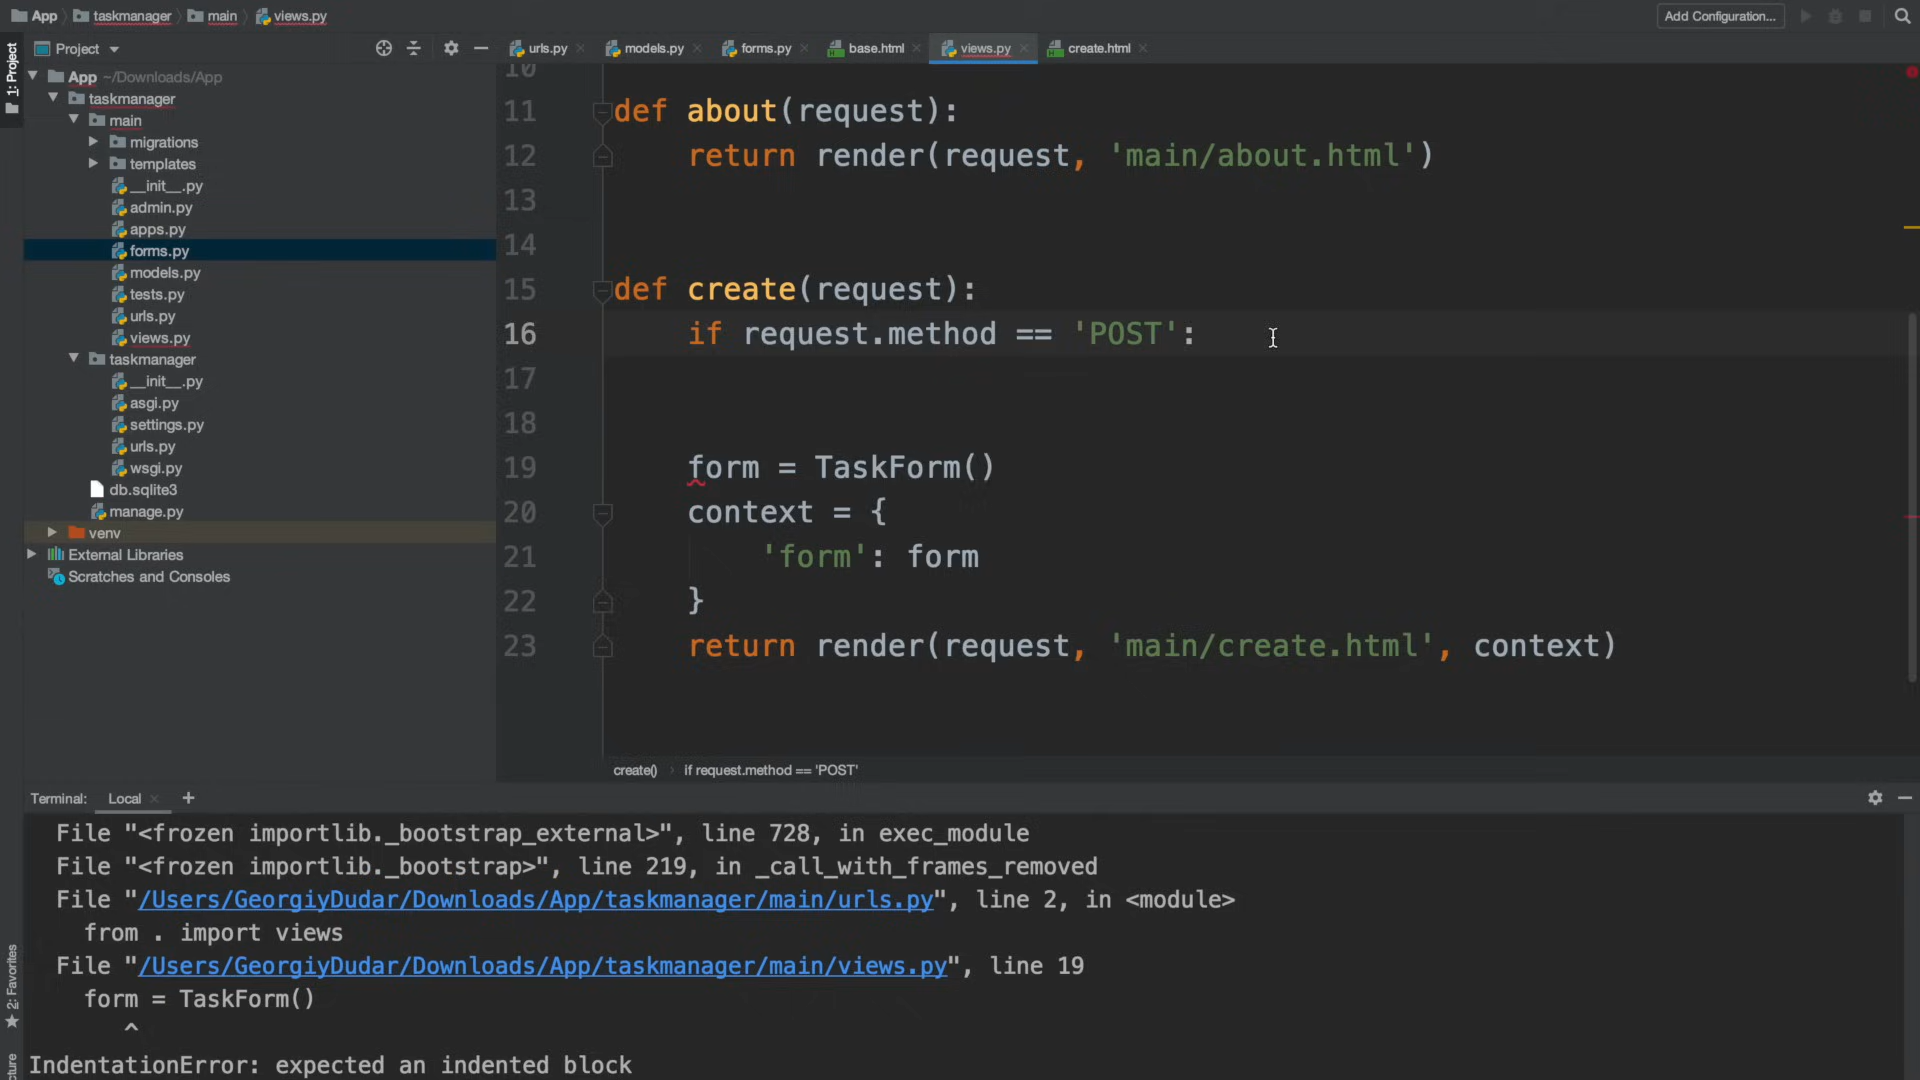 App taskmanager main views.py
Add Configuration...
1: Project
Project
urls.py models.py forms.py base.html views.py create.html
App ~/Downloads/App
taskmanager
main
migrations
templates
__init__.py
admin.py
apps.py
forms.py
models.py
tests.py
urls.py
views.py
taskmanager
__init__.py
asgi.py
settings.py
urls.py
wsgi.py
db.sqlite3
manage.py
venv
External Libraries
Scratches and Consoles
10
11 def about(request):
12 return render(request, 'main/about.html')
13
14
15 def create(request):
16 if request.method == 'POST':
17
18
19 form = TaskForm()
20 context = {
21 'form': form
22 }
23 return render(request, 'main/create.html', context)
create() if request.method == 'POST'
Terminal: Local +
File "<frozen importlib._bootstrap_external>", line 728, in exec_module
File "<frozen importlib._bootstrap>", line 219, in _call_with_frames_removed
File "/Users/GeorgiyDudar/Downloads/App/taskmanager/main/urls.py", line 2, in <module>
from . import views
File "/Users/GeorgiyDudar/Downloads/App/taskmanager/main/views.py", line 19
form = TaskForm()
^
IndentationError: expected an indented block
2: Favorites